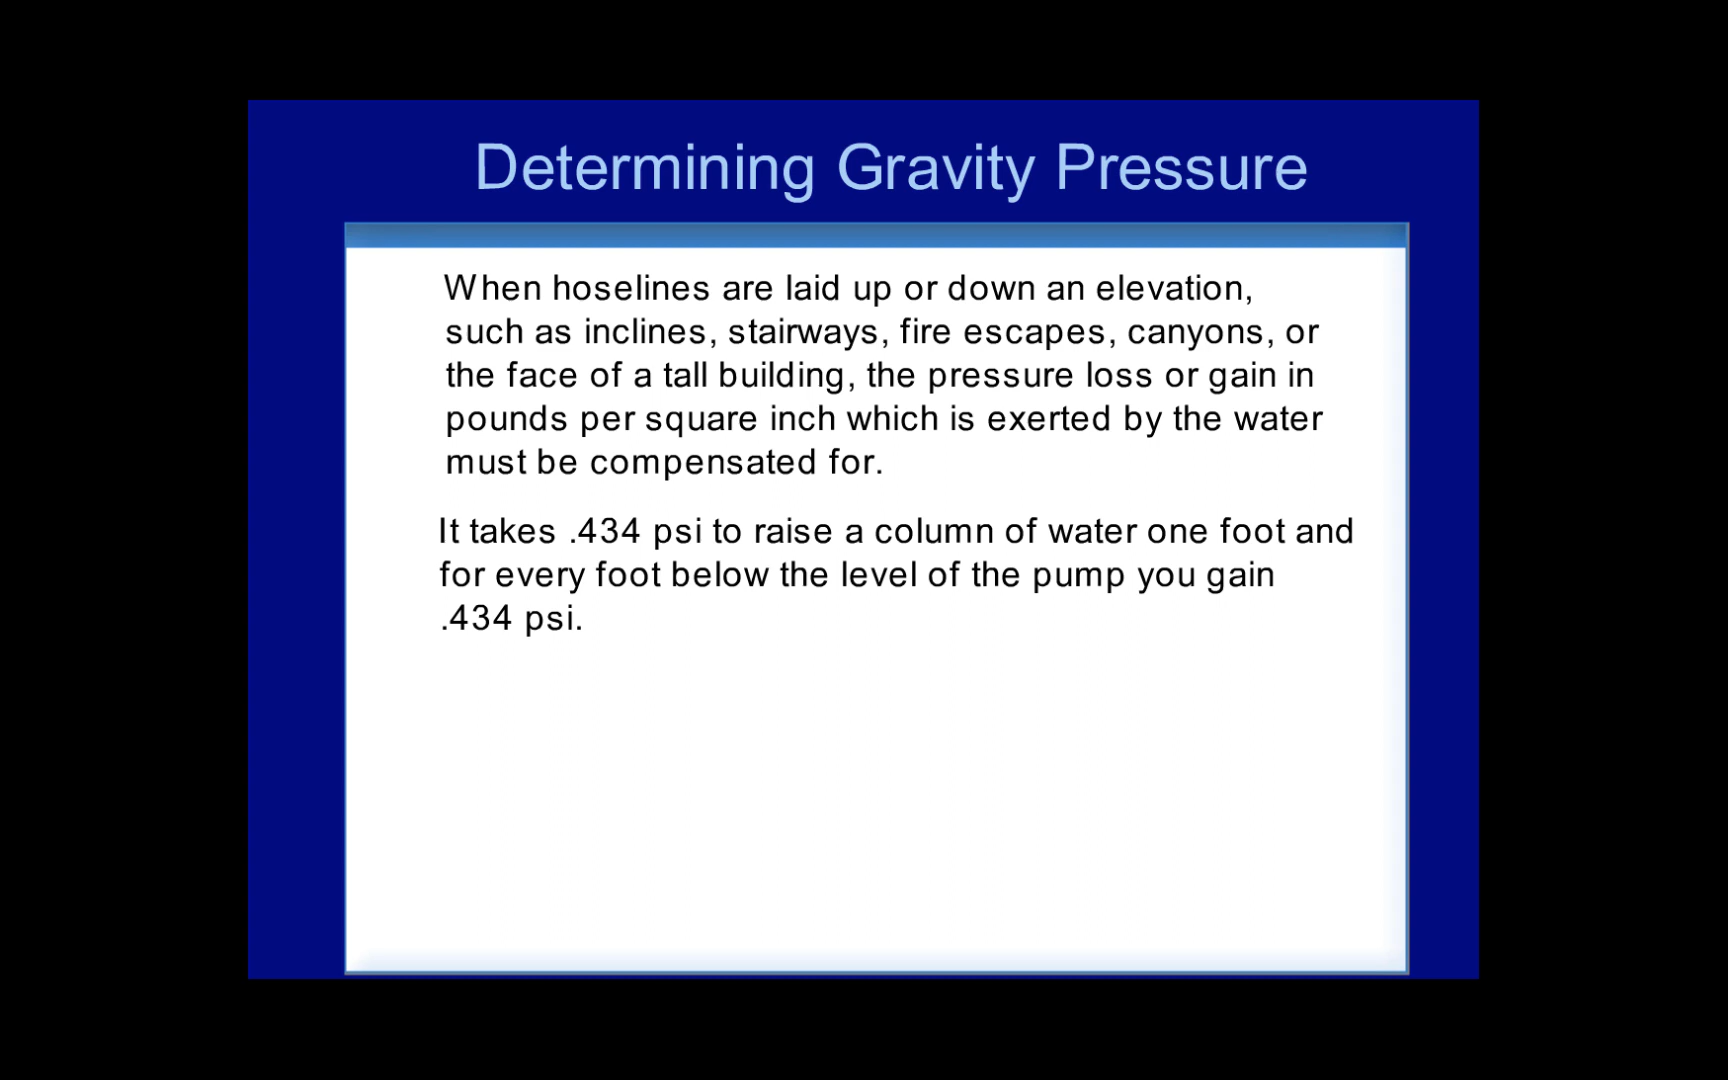 Determining Gravity Pressure
When hoselines are laid up or down an elevation,
such as inclines, stairways, fire escapes, canyons, or
the face of a tall building, the pressure loss or gain in
pounds per square inch which is exerted by the water
must be compensated for.
It takes .434 psi to raise a column of water one foot and
for every foot below the level of the pump you gain
.434 psi.